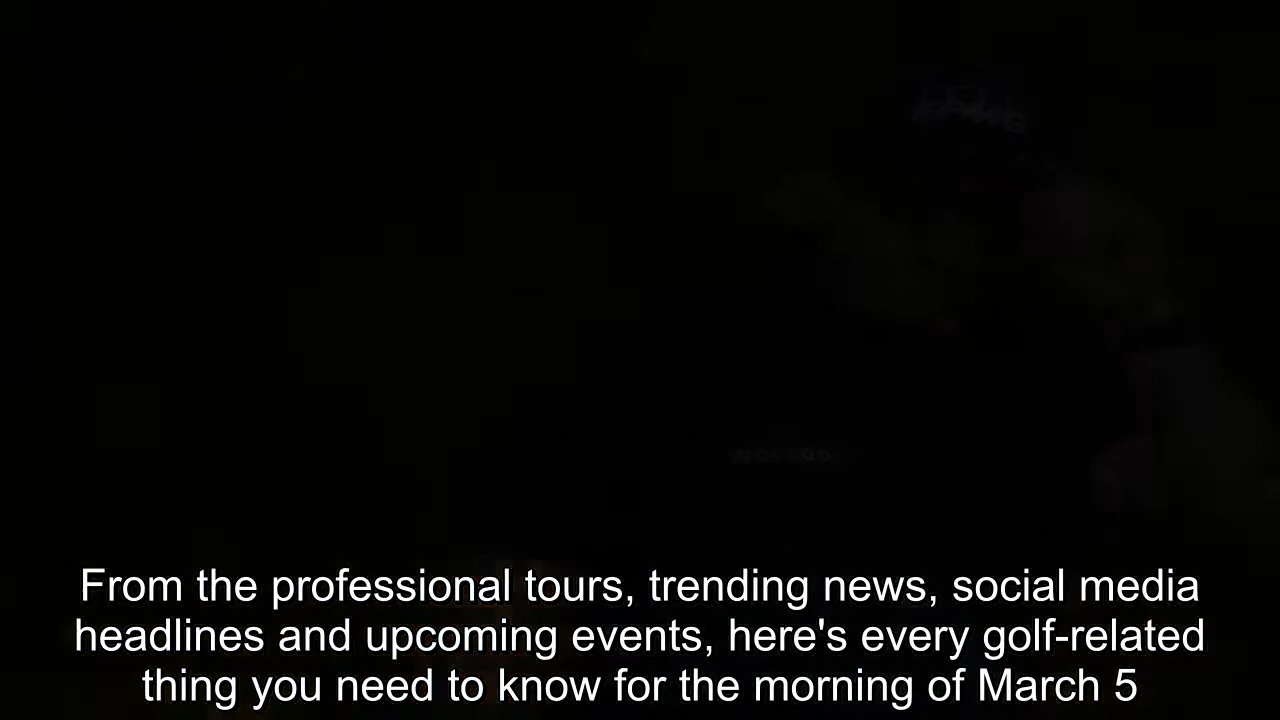 From the professional tours, trending news, social media
headlines and upcoming events, here's every golf-related
thing you need to know for the morning of March 5